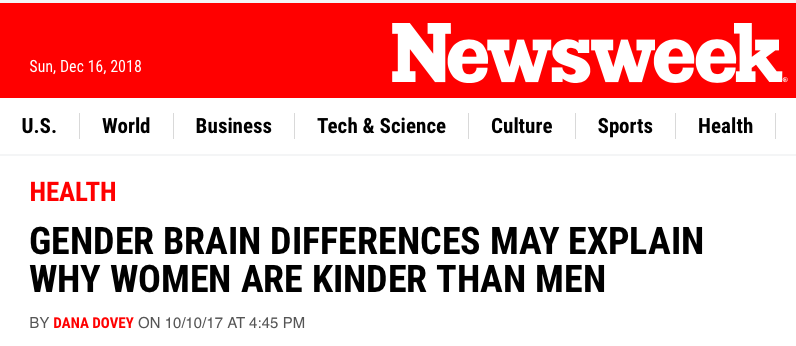 Newsweek®
Sun, Dec 16, 2018
U.S. World Business Tech & Science Culture Sports Health
HEALTH
GENDER BRAIN DIFFERENCES MAY EXPLAIN
WHY WOMEN ARE KINDER THAN MEN
BY DANA DOVEY ON 10/10/17 AT 4:45 PM